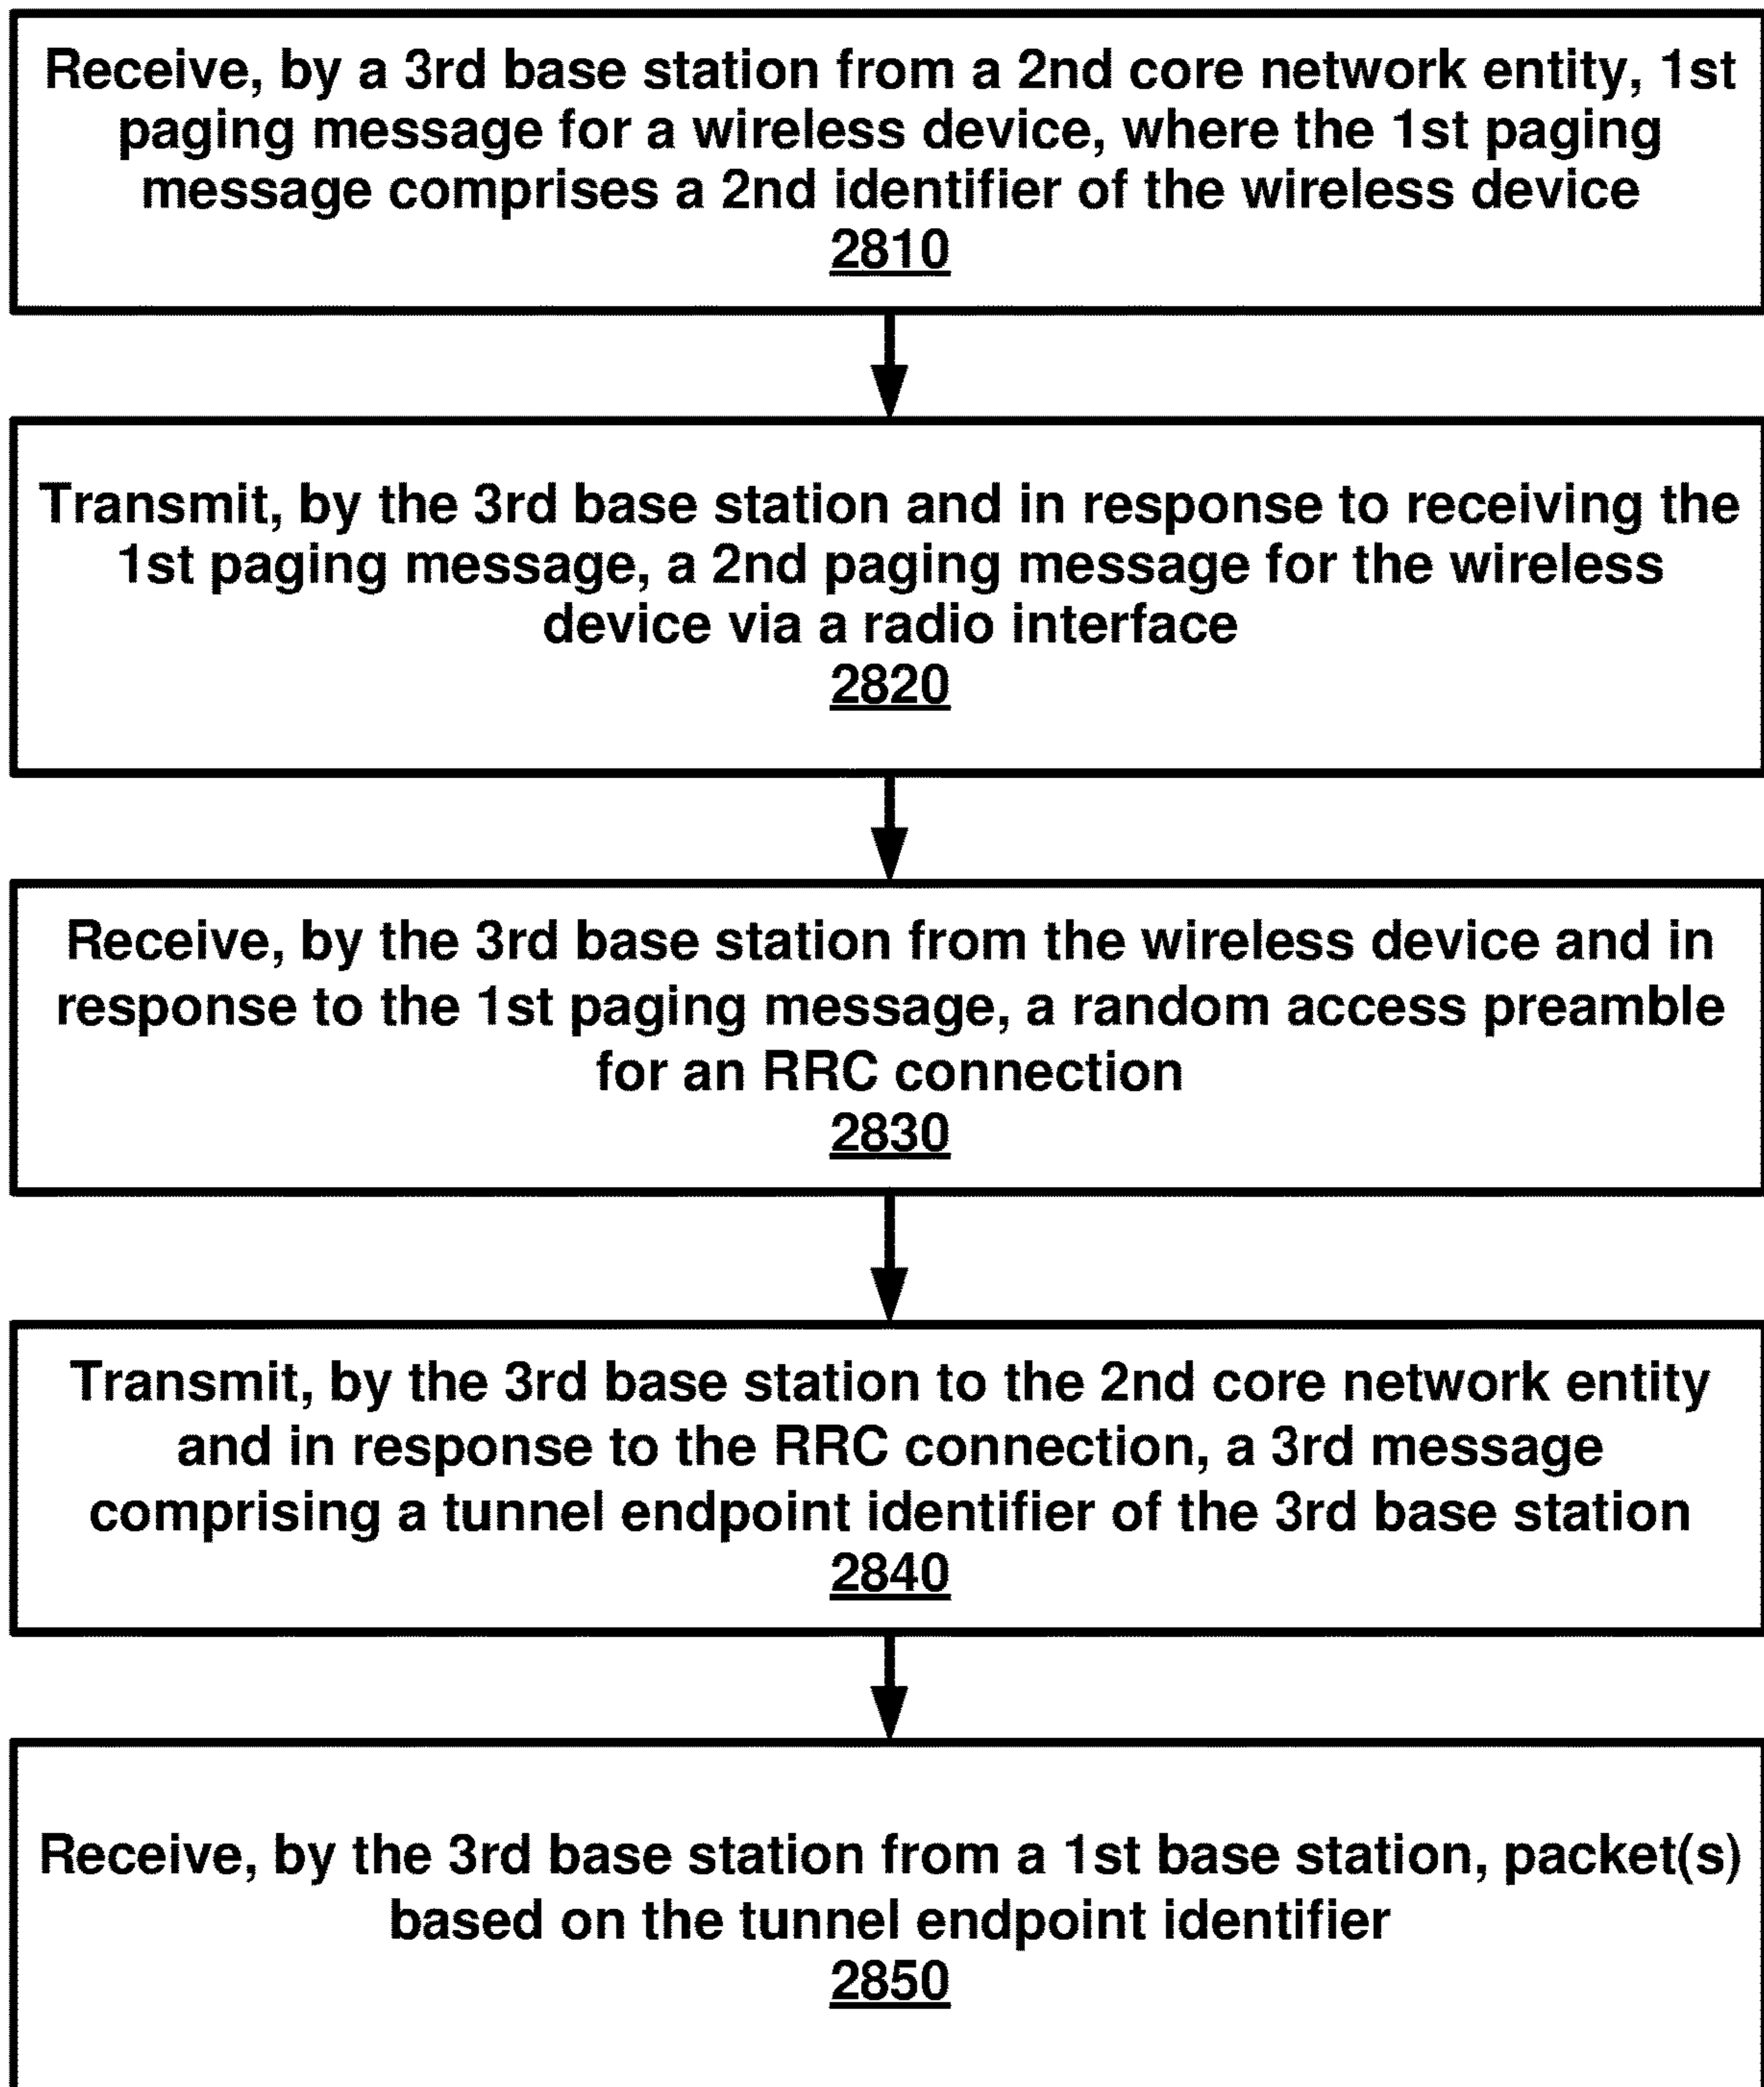 Receive, by a 3rd base station from a 2nd core network entity, 1st
paging message for a wireless device, where the 1st paging
message comprises a 2nd identifier of the wireless device
2810
Transmit, by the 3rd base station and in response to receiving the
1st paging message, a 2nd paging message for the wireless
device via a radio interface
2820
Receive, by the 3rd base station from the wireless device and in
response to the 1st paging message, a random access preamble
for an RRC connection
2830
Transmit, by the 3rd base station to the 2nd core network entity
and in response to the RRC connection, a 3rd message
comprising a tunnel endpoint identifier of the 3rd base station
2840
Receive, by the 3rd base station from a 1st base station, packet(s)
based on the tunnel endpoint identifier
2850